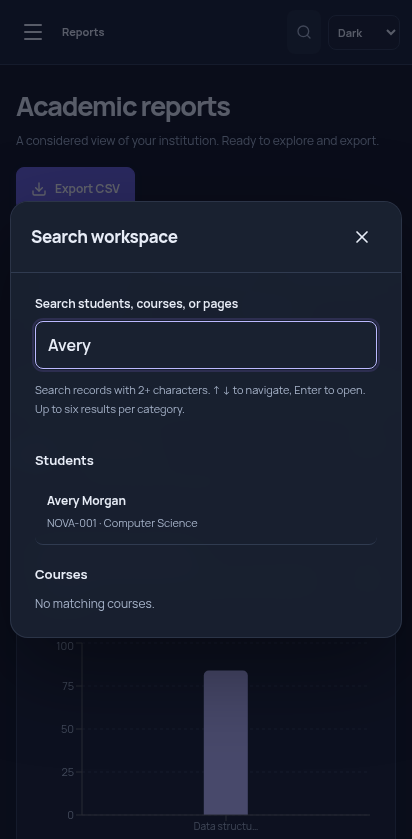 Reports
Dark
Academic reports
A considered view of your institution. Ready to explore and export.
Export CSV
Search workspace
Search students, courses, or pages
Avery
Search records with 2+ characters. ↑ ↓ to navigate, Enter to open.
Up to six results per category.
Students
Avery Morgan
NOVA-001 · Computer Science
Courses
No matching courses.
100
75
50
25
0
Data structu…